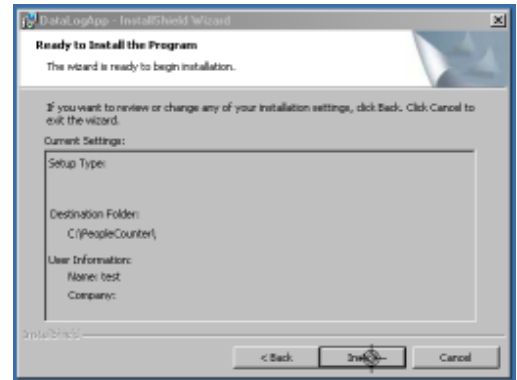 DataLogApp - InstallShield Wizard
Ready to Install the Program
The wizard is ready to begin installation.
If you want to review or change any of your installation settings, click Back. Click Cancel to
exit the wizard.
Current Settings:
Setup Type:
Destination Folder:
C:\PeopleCounter\
User Information:
Name: test
Company:
InstallShield
< Back
Install
Cancel